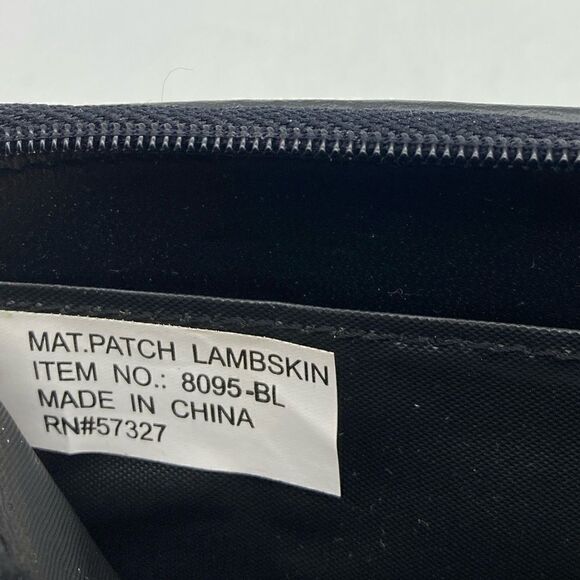 MAT.PATCH LAMBSKIN
ITEM NO.: 8095-BL
MADE IN CHINA
RN#57327